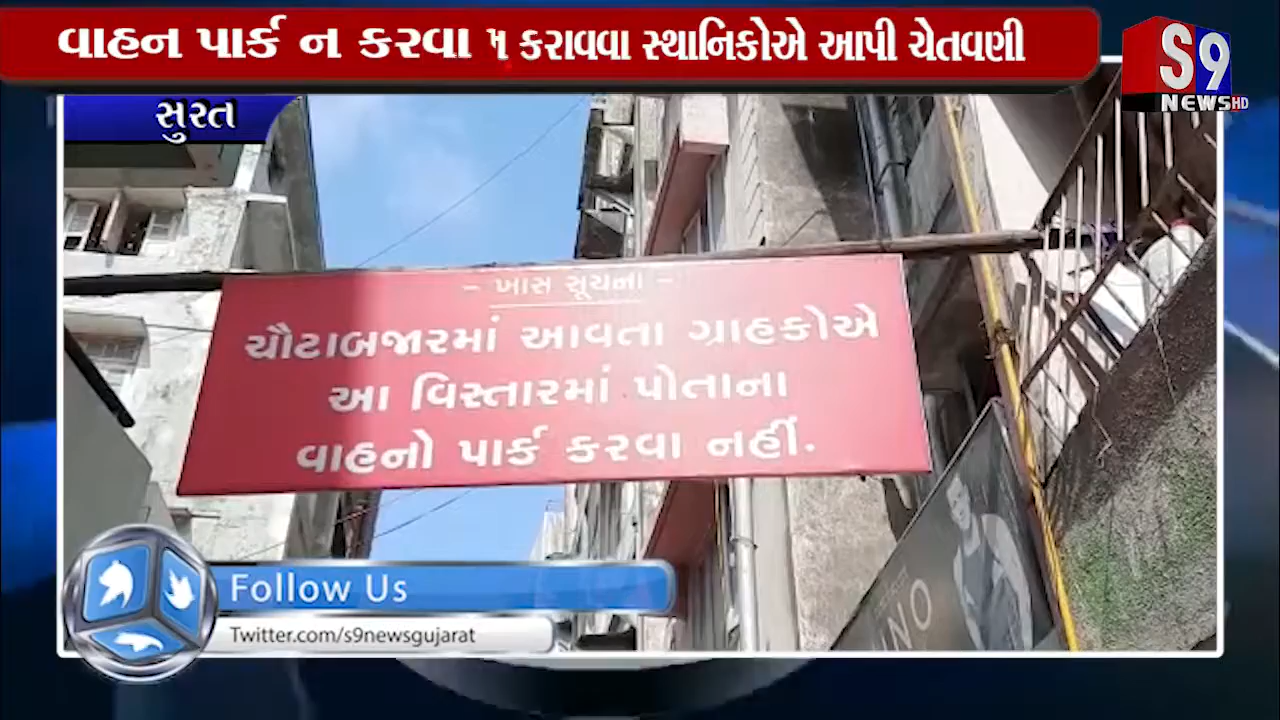 વાહન પાર્ક ન કરવા કરાવવા સ્થાનિકોએ આપી ચેતવણી
S9
NEWS HD
સુરત
- ખાસ સૂચના -
ચૌટાબજારમાં આવતા ગ્રાહકોએ
આ વિસ્તારમાં પોતાના
વાહનો પાર્ક કરવા નહીં.
Follow Us
Twitter.com/s9newsgujarat